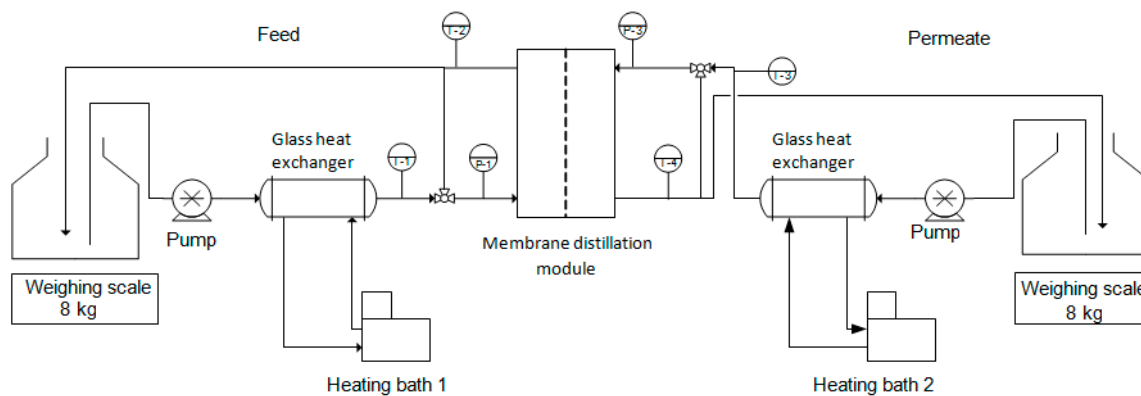 Feed
Permeate
T-2
P-3
T-3
Glass heat
exchanger
T-1
P-1
T-4
Glass heat
exchanger
Pump
Pump
Membrane distillation
module
Weighing scale
8 kg
Weighing scale
8 kg
Heating bath 1
Heating bath 2